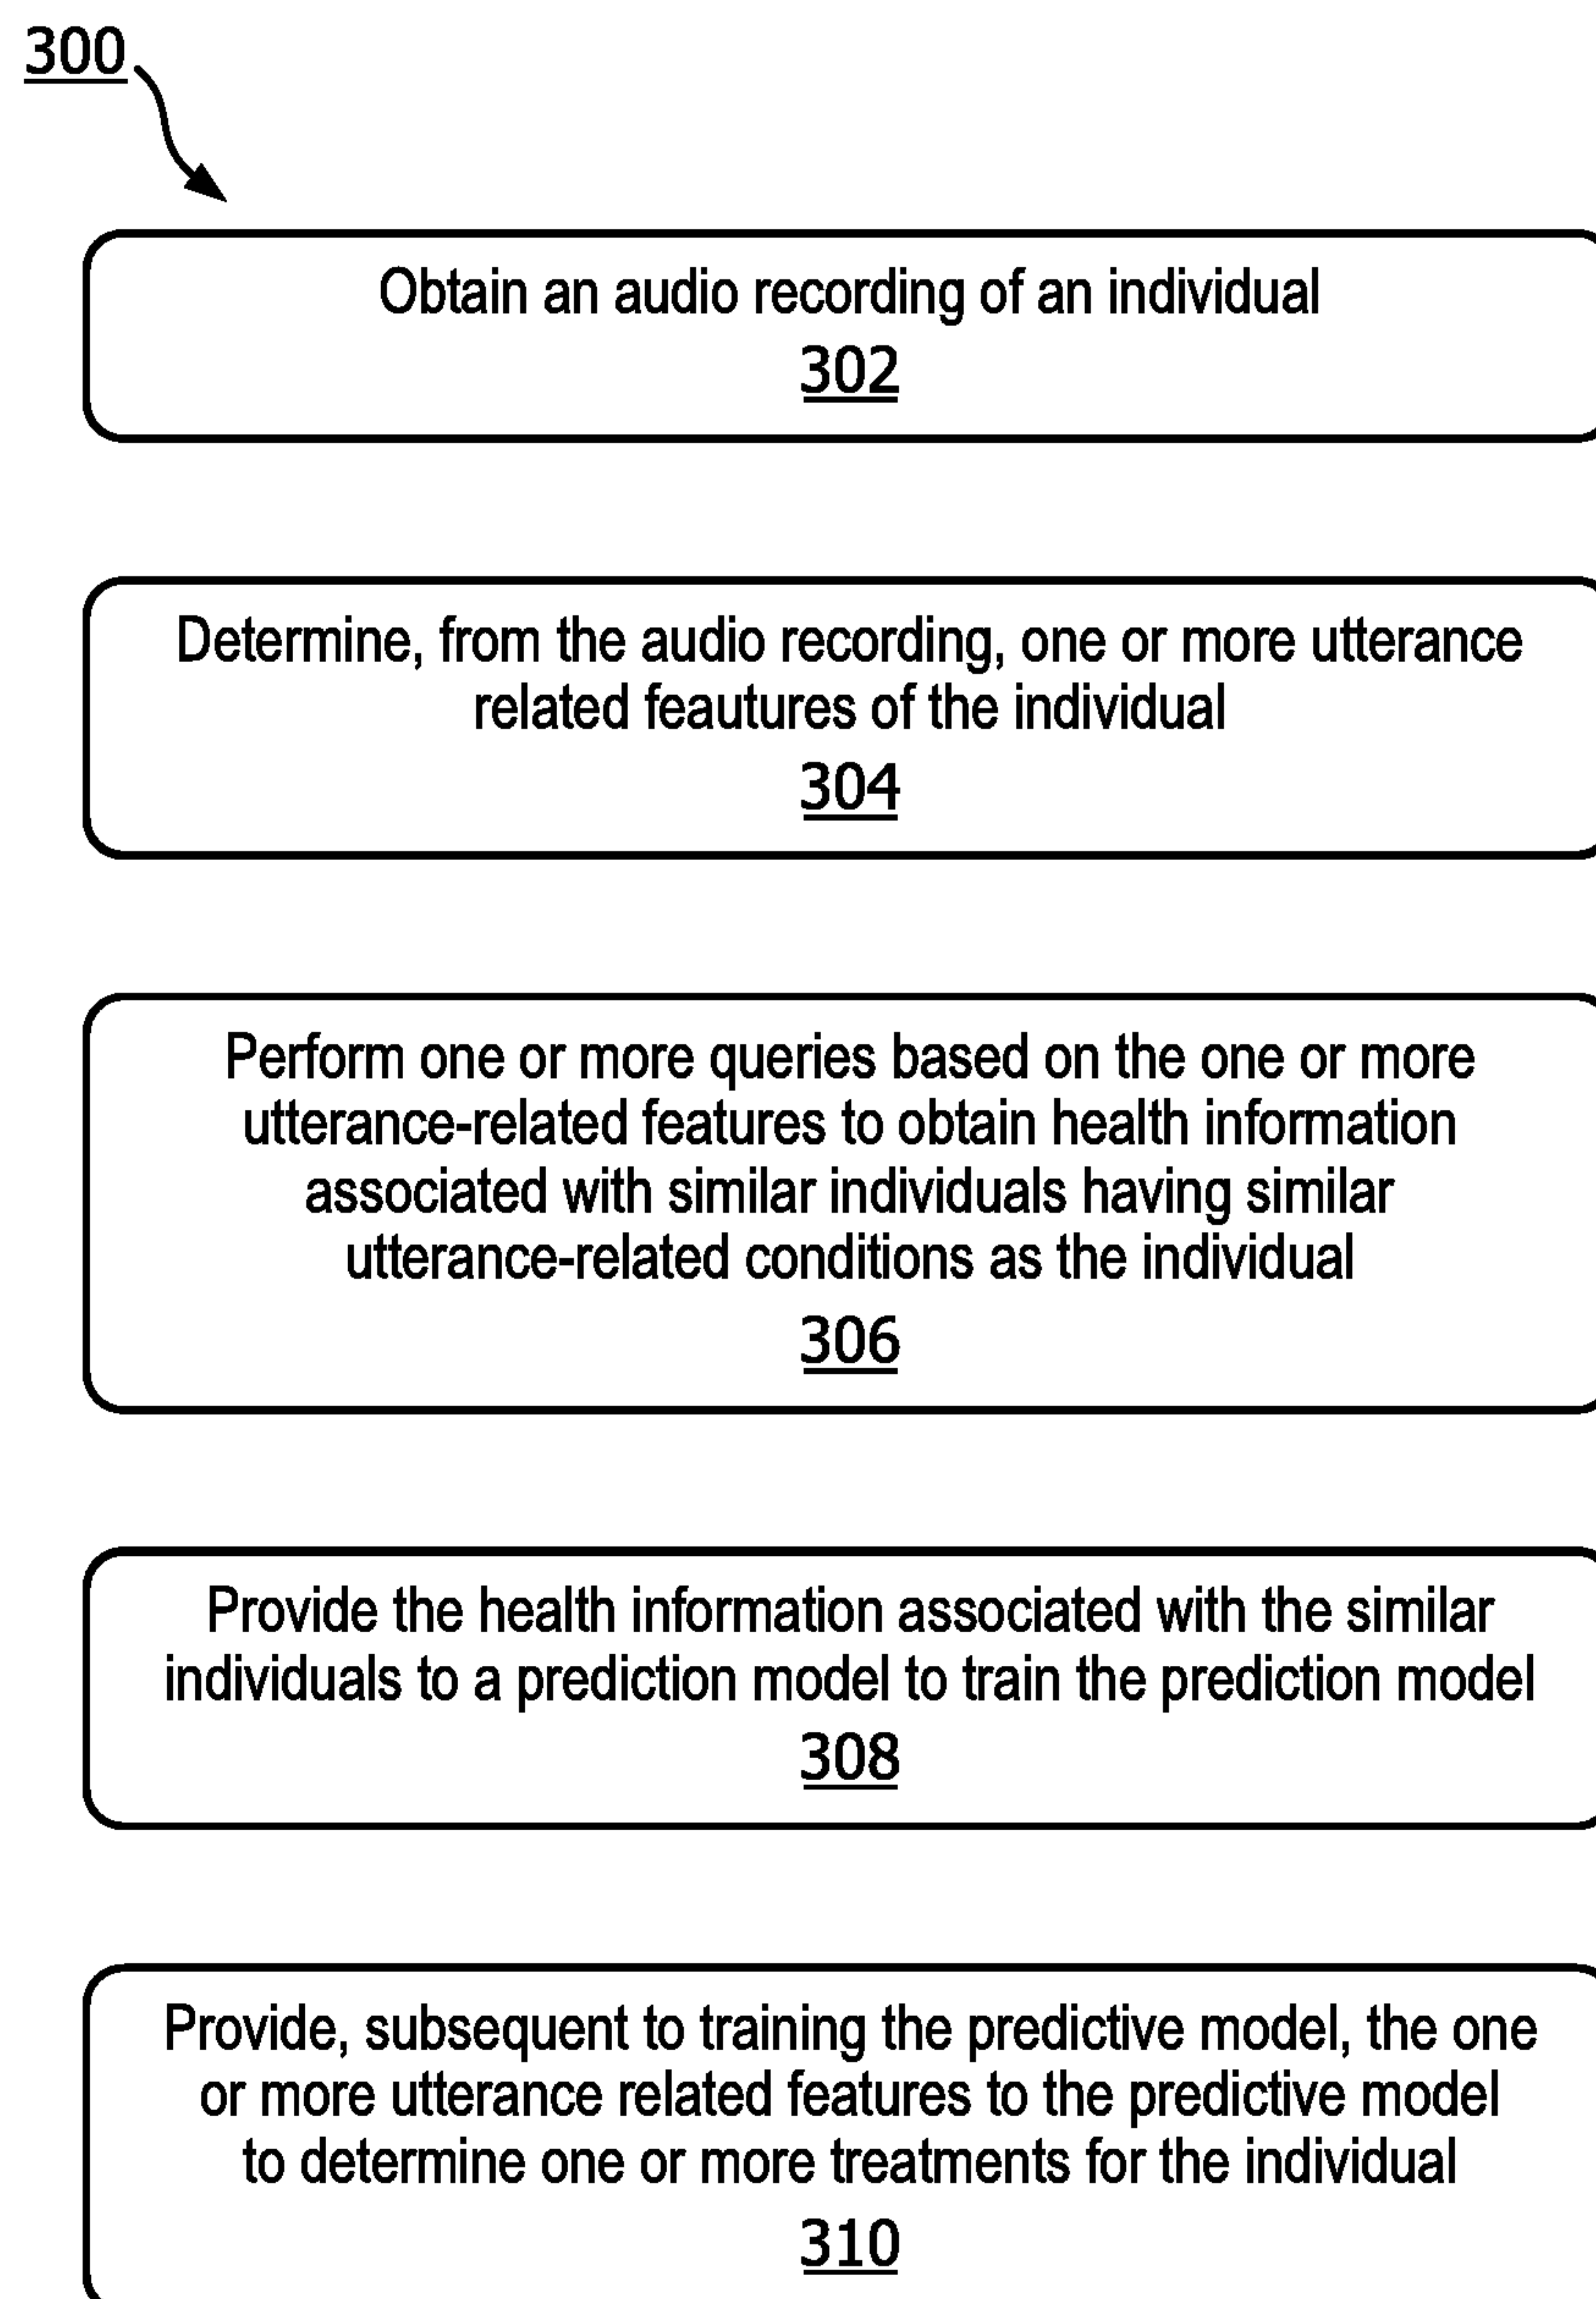 300
Obtain an audio recording of an individual
302
Determine, from the audio recording, one or more utterance
related feautures of the individual
304
Perform one or more queries based on the one or more
utterance-related features to obtain health information
associated with similar individuals having similar
utterance-related conditions as the individual
306
Provide the health information associated with the similar
individuals to a prediction model to train the prediction model
308
Provide, subsequent to training the predictive model, the one
or more utterance related features to the predictive model
to determine one or more treatments for the individual
310